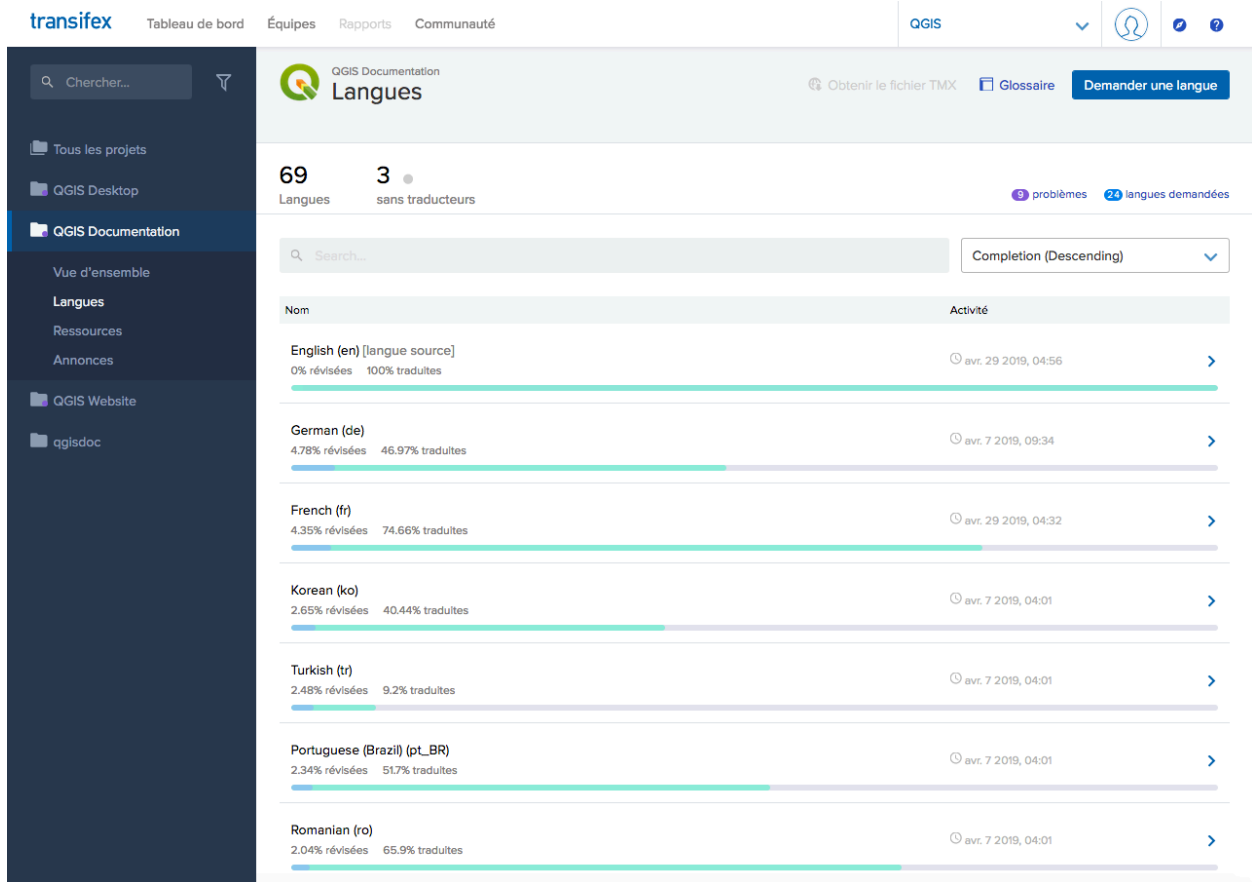 transifex Tableau de bord Équipes Rapports Communauté QGIS
Chercher...
Tous les projets
QGIS Desktop
QGIS Documentation
Vue d'ensemble
Langues
Ressources
Annonces
QGIS Website
qgisdoc
QGIS Documentation
Langues
Obtenir le fichier TMX Glossaire Demander une langue
69 3
Langues sans traducteurs
9 problèmes 24 langues demandées
Search... Completion (Descending)
Nom Activité
English (en) [langue source]
0% révisées 100% traduites
avr. 29 2019, 04:56
German (de)
4.78% révisées 46.97% traduites
avr. 7 2019, 09:34
French (fr)
4.35% révisées 74.66% traduites
avr. 29 2019, 04:32
Korean (ko)
2.65% révisées 40.44% traduites
avr. 7 2019, 04:01
Turkish (tr)
2.48% révisées 9.2% traduites
avr. 7 2019, 04:01
Portuguese (Brazil) (pt_BR)
2.34% révisées 51.7% traduites
avr. 7 2019, 04:01
Romanian (ro)
2.04% révisées 65.9% traduites
avr. 7 2019, 04:01